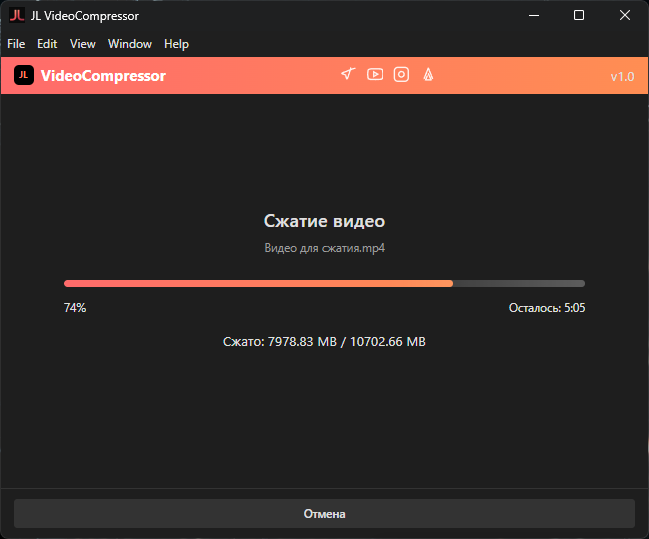 JL JL VideoCompressor
File Edit View Window Help
JL VideoCompressor v1.0
Сжатие видео
Видео для сжатия.mp4
74% Осталось: 5:05
Сжато: 7978.83 MB / 10702.66 MB
Отмена